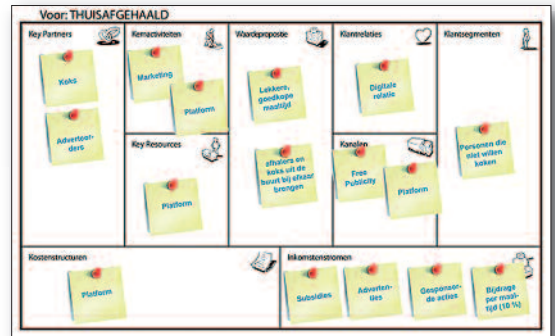 Voor: THUISAFGEHAALD
Key Partners
Koks
Adverteer-
ders
Kernactiviteiten
Marketing
Platform
Key Resources
Platform
Waardepropostie
Lekkere,
goedkope
maaltijd
afhalers en
koks uit de
buurt bij elkaar
brengen
Klantrelaties
Digitale
relatie
Kanalen
Free
Publicity
Platform
Klantsegmenten
Personen die
niet willen
koken
Kostenstructuren
Platform
Inkomstenstromen
Subsidies
Adverten-
ties
Gesponsor-
de acties
Bijdrage
per maal-
tijd (10 %)